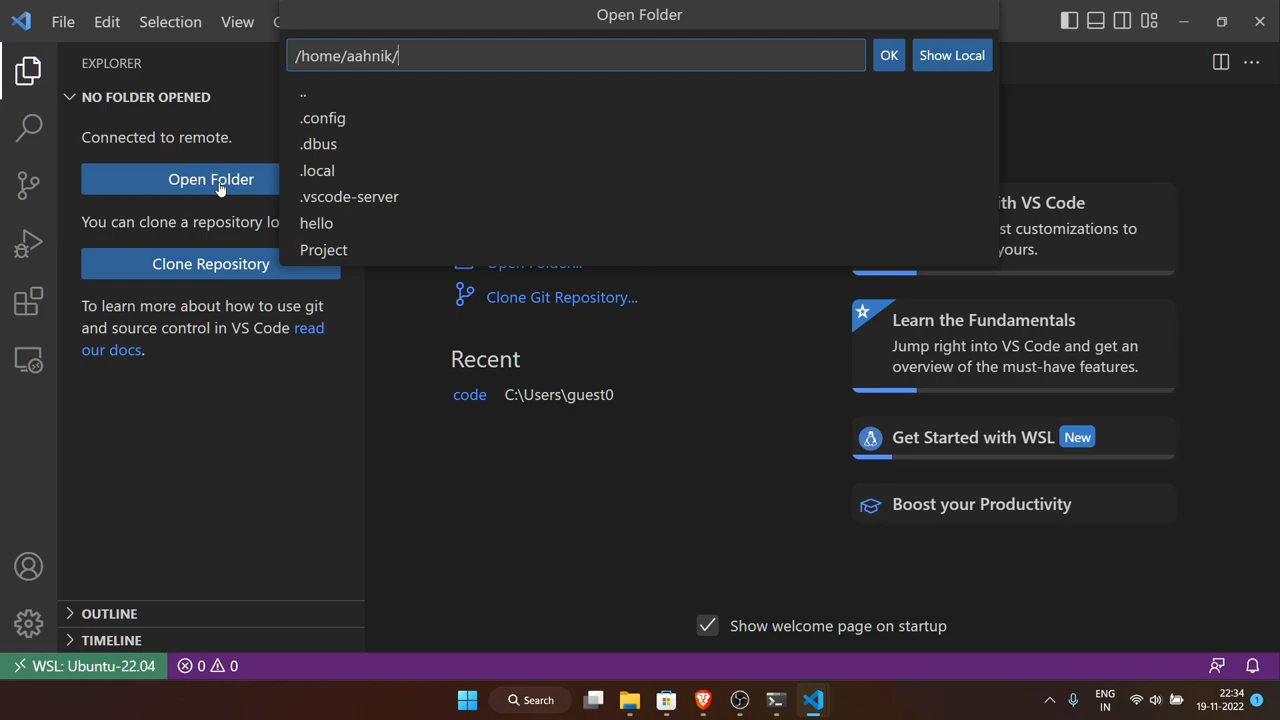 File Edit Selection View
Open Folder
/home/aahnik/
OK
Show Local
..
.config
.dbus
.local
.vscode-server
hello
Project
EXPLORER
NO FOLDER OPENED
Connected to remote.
Open Folder
You can clone a repository lo
Clone Repository
To learn more about how to use git
and source control in VS Code read
our docs.
OUTLINE
TIMELINE
Clone Git Repository...
Recent
code C:\Users\guest0
ith VS Code
st customizations to
yours.
Learn the Fundamentals
Jump right into VS Code and get an
overview of the must-have features.
Get Started with WSL New
Boost your Productivity
Show welcome page on startup
WSL: Ubuntu-22.04
0 0
Search
ENG
IN
22:34
19-11-2022
1